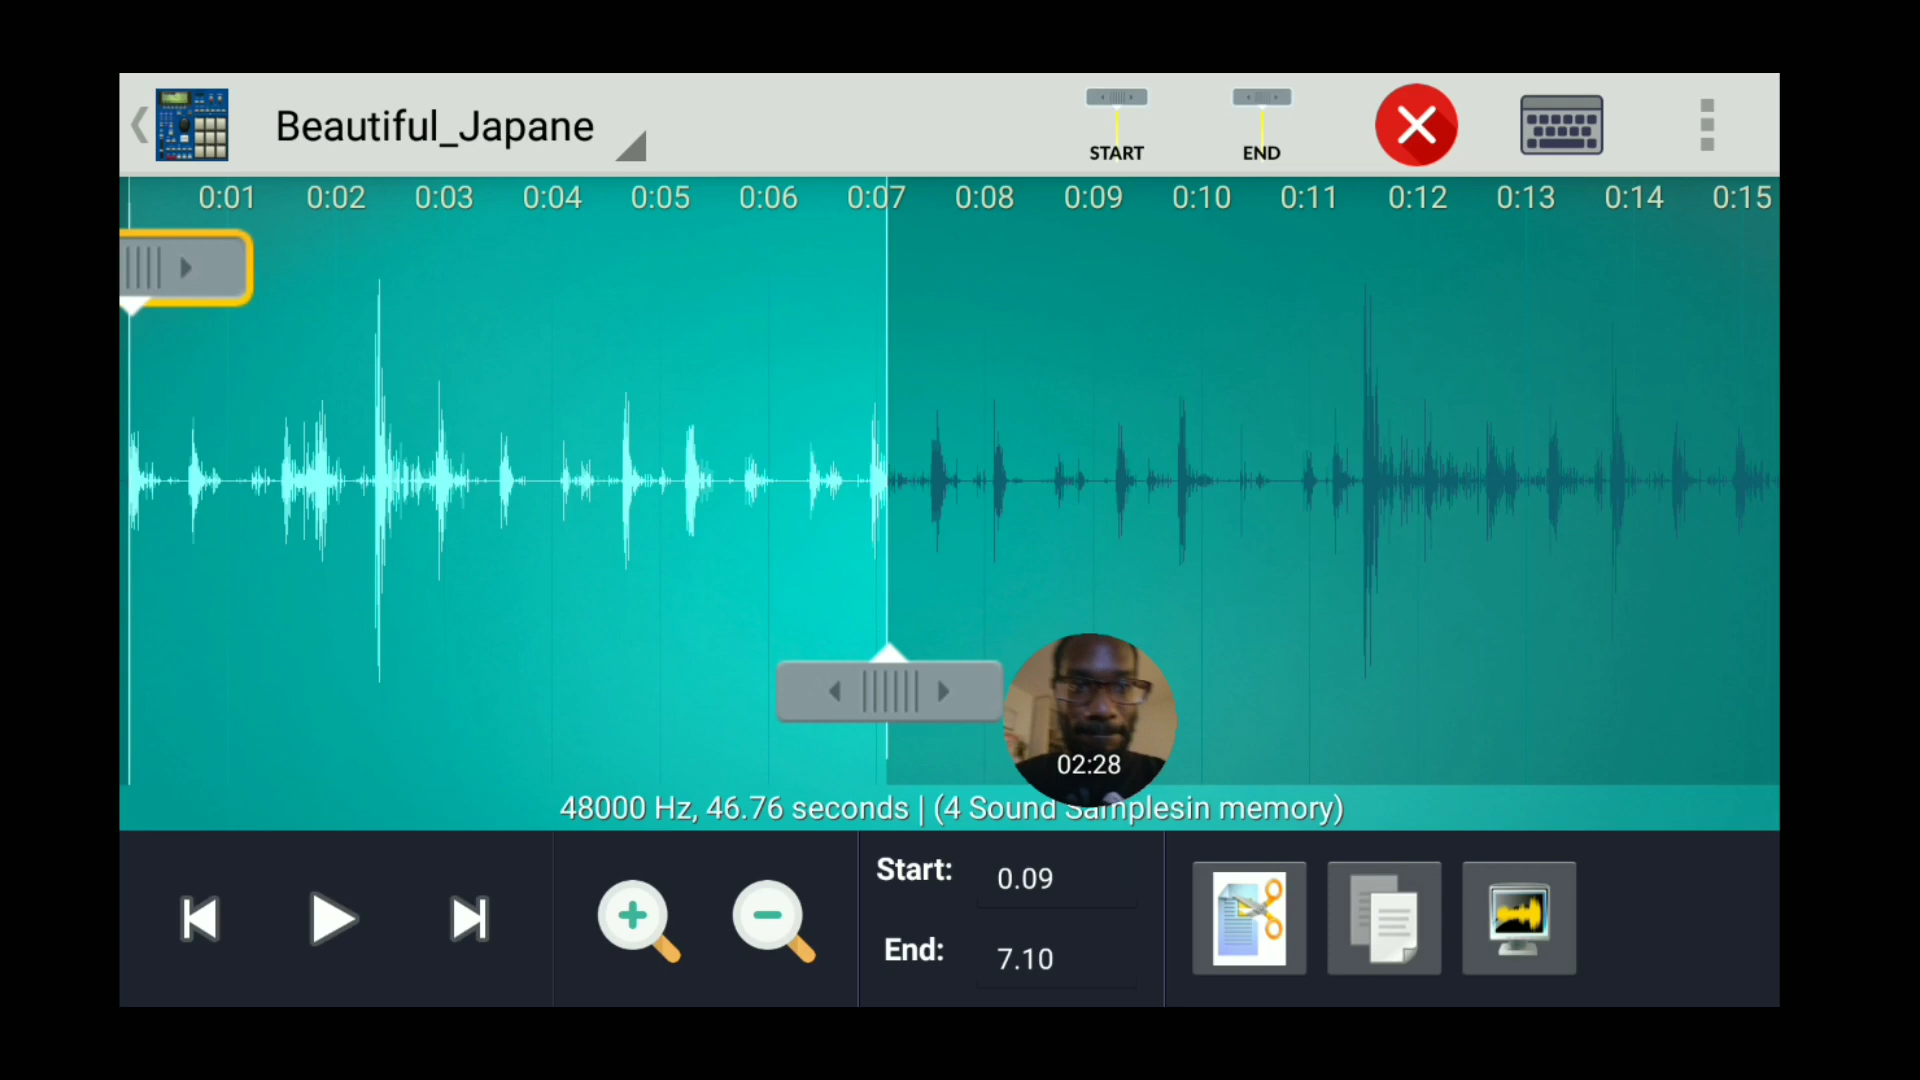 Beautiful_Japane
START
END
0:01 0:02 0:03 0:04 0:05 0:06 0:07 0:08 0:09 0:10 0:11 0:12 0:13 0:14 0:15
02:28
48000 Hz, 46.76 seconds | (4 Sound Samplesin memory)
Start: 0.09
End: 7.10